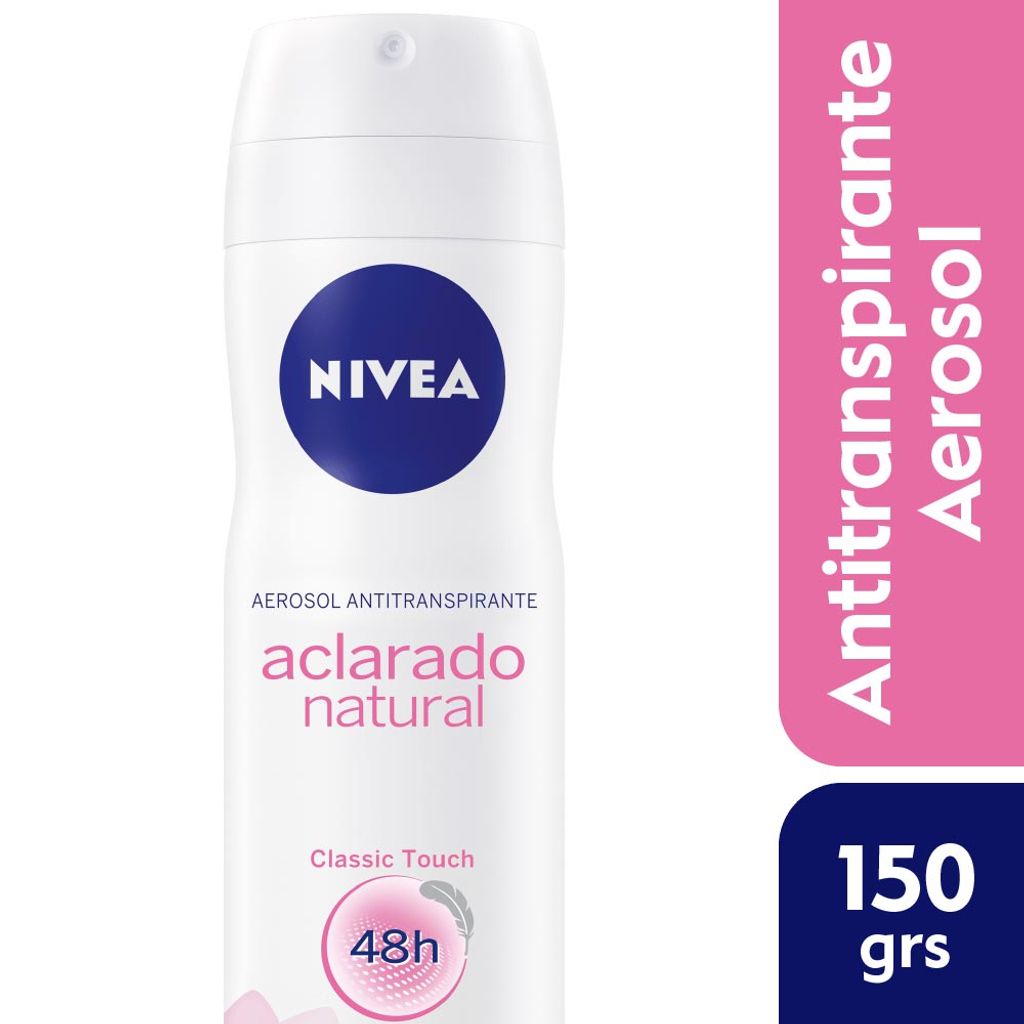 NIVEA
AEROSOL ANTITRANSPIRANTE
aclarado
natural
Classic Touch
48h
Antitranspirante
Aerosol
150
grs